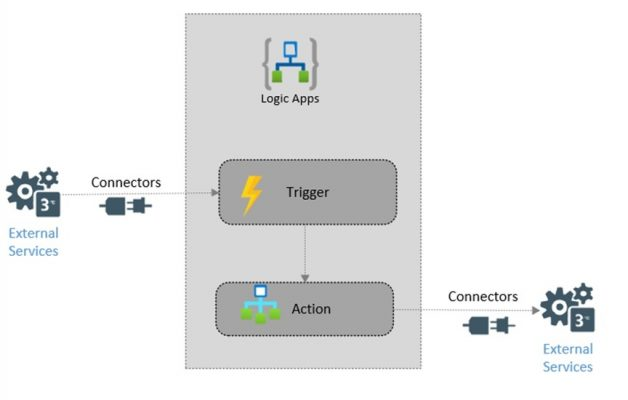 Logic Apps
Connectors
Trigger
External
Services
Action
Connectors
External
Services